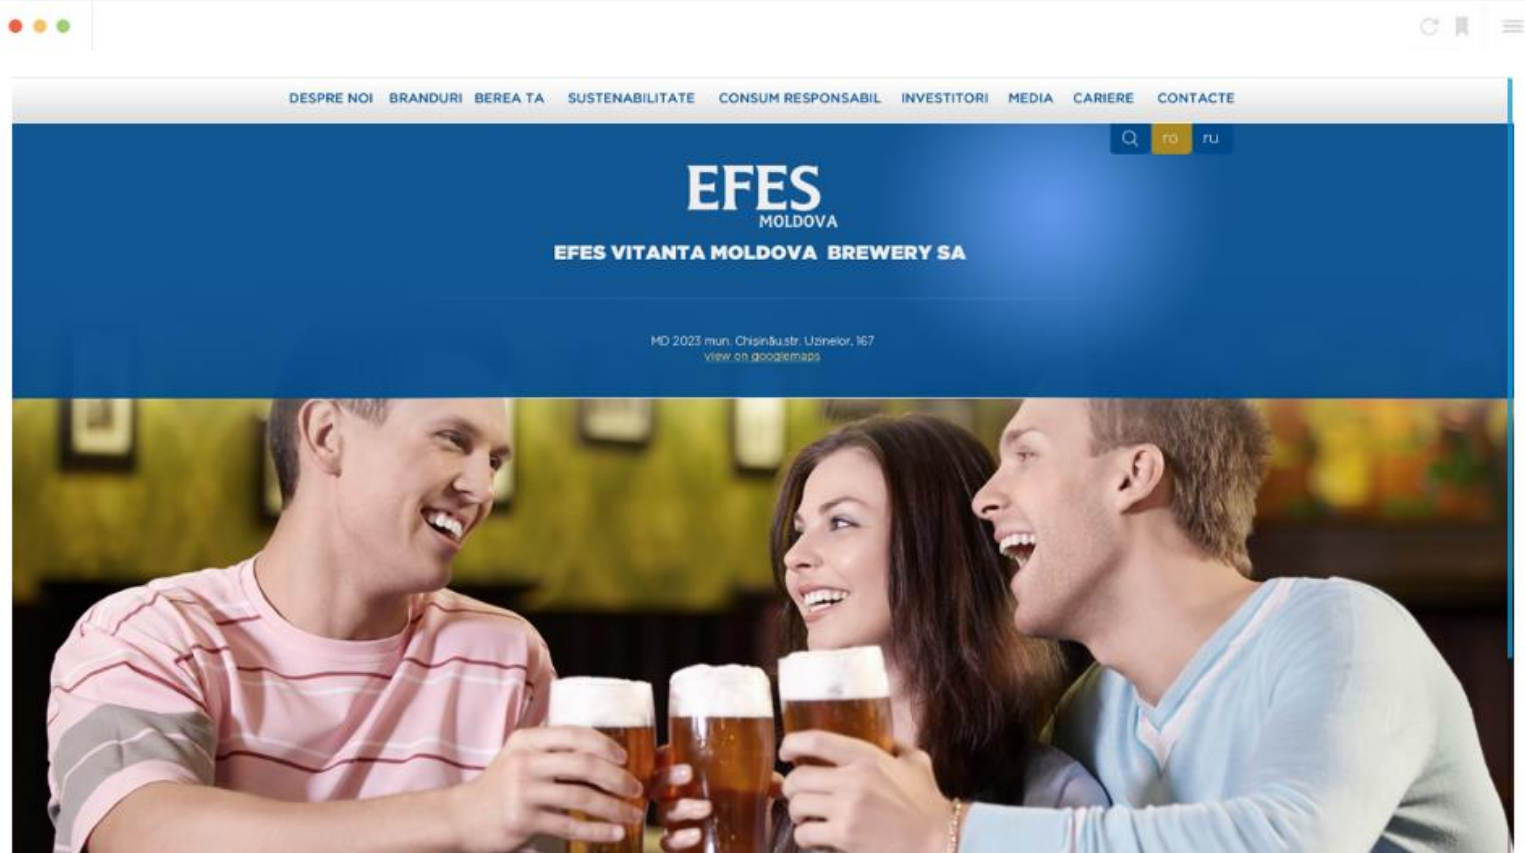 DESPRE NOI BRANDURI BEREA TA SUSTENABILITATE CONSUM RESPONSABIL INVESTITORI MEDIA CARIERE CONTACTE
ro ru
EFES
MOLDOVA
EFES VITANTA MOLDOVA BREWERY SA
MD 2023 mun. Chișinău,str. Uzinelor, 167
view on googlemaps